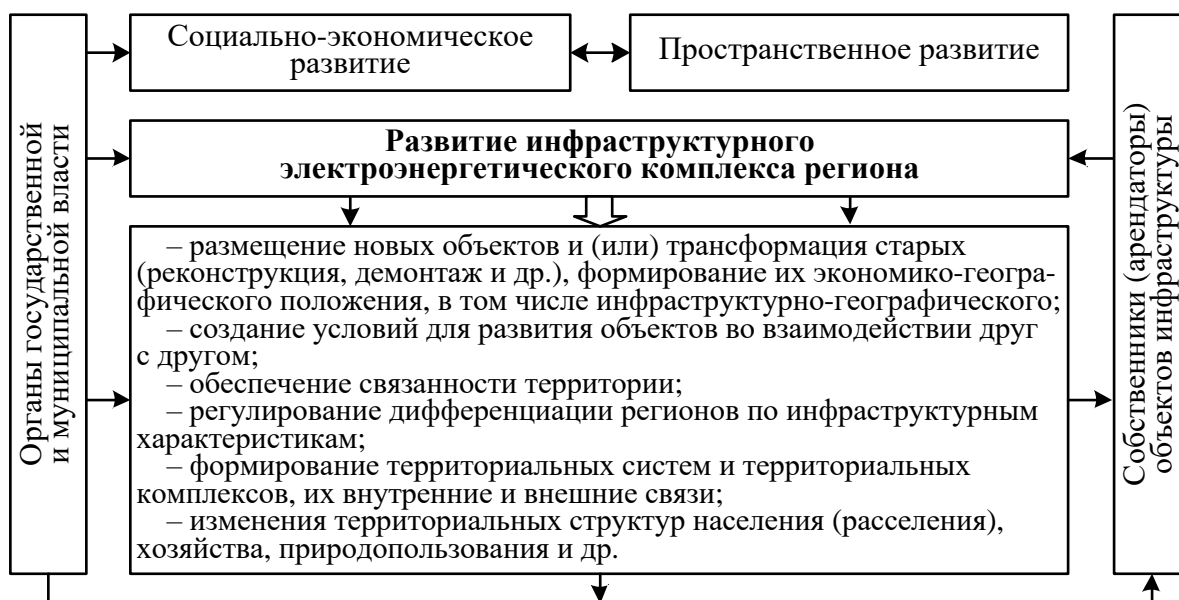 Органы государственной
и муниципальной власти
Социально-экономическое
развитие
Пространственное развитие
Развитие инфраструктурного
электроэнергетического комплекса региона
– размещение новых объектов и (или) трансформация старых
(реконструкция, демонтаж и др.), формирование их экономико-геогра-
фического положения, в том числе инфраструктурно-географического;
– создание условий для развития объектов во взаимодействии друг
с другом;
– обеспечение связанности территории;
– регулирование дифференциации регионов по инфраструктурным
характеристикам;
– формирование территориальных систем и территориальных
комплексов, их внутренние и внешние связи;
– изменения территориальных структур населения (расселения),
хозяйства, природопользования и др.
Собственники (арендаторы)
объектов инфраструктуры